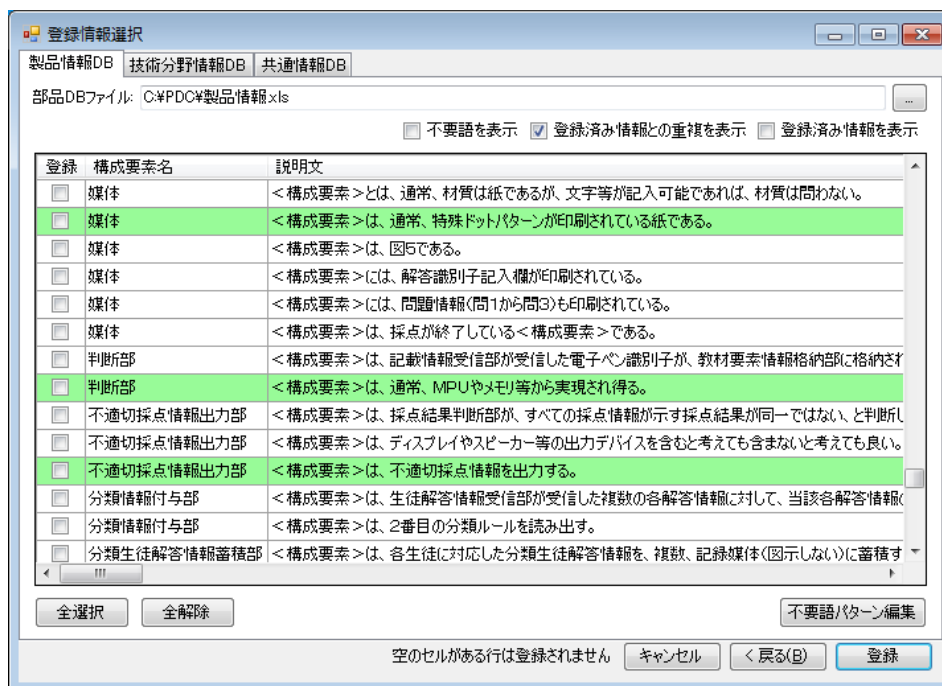 登録情報選択
製品情報DB 技術分野情報DB 共通情報DB
部品DBファイル: C:¥PDC¥製品情報.xls ...
不要語を表示 登録済み情報との重複を表示 登録済み情報を表示
登録 構成要素名 説明文
媒体 <構成要素>とは、通常、材質は紙であるが、文字等が記入可能であれば、材質は問わない。
媒体 <構成要素>は、通常、特殊ドットパターンが印刷されている紙である。
媒体 <構成要素>は、図5である。
媒体 <構成要素>には、解答識別子記入欄が印刷されている。
媒体 <構成要素>には、問題情報(問1から問3)も印刷されている。
媒体 <構成要素>は、採点が終了している<構成要素>である。
判断部 <構成要素>は、記載情報受信部が受信した電子ペン識別子が、教材要素情報格納部に格納され
判断部 <構成要素>は、通常、MPUやメモリ等から実現され得る。
不適切採点情報出力部 <構成要素>は、採点結果判断部が、すべての採点情報が示す採点結果が同一ではない、と判断し
不適切採点情報出力部 <構成要素>は、ディスプレイやスピーカー等の出力デバイスを含むと考えても含まないと考えても良い。
不適切採点情報出力部 <構成要素>は、不適切採点情報を出力する。
分類情報付与部 <構成要素>は、生徒解答情報受信部が受信した複数の各解答情報に対して、当該各解答情報の
分類情報付与部 <構成要素>は、2番目の分類ルールを読み出す。
分類生徒解答情報蓄積部 <構成要素>は、各生徒に対応した分類生徒解答情報を、複数、記録媒体(図示しない)に蓄積す
全選択 全解除 不要語パターン編集
空のセルがある行は登録されません キャンセル < 戻る(B) 登録